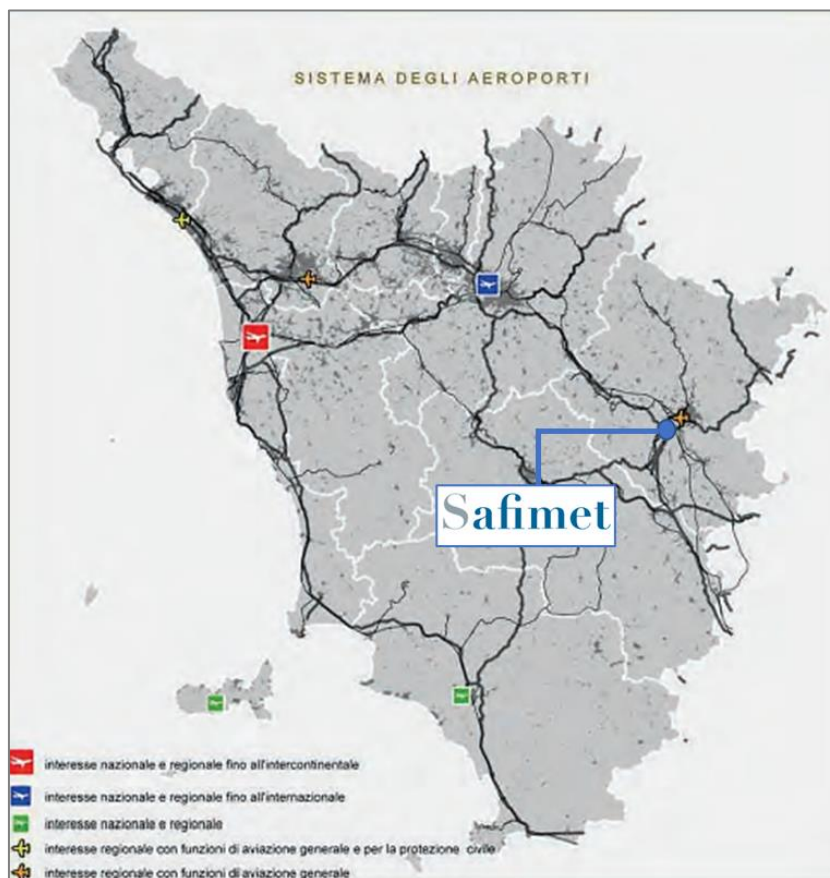 SISTEMA DEGLI AEROPORTI
Safimet
interesse nazionale e regionale fino all'intercontinentale
interesse nazionale e regionale fino all'internazionale
interesse nazionale e regionale
interesse regionale con funzioni di aviazione generale e per la protezione civile
interesse regionale con funzioni di aviazione generale